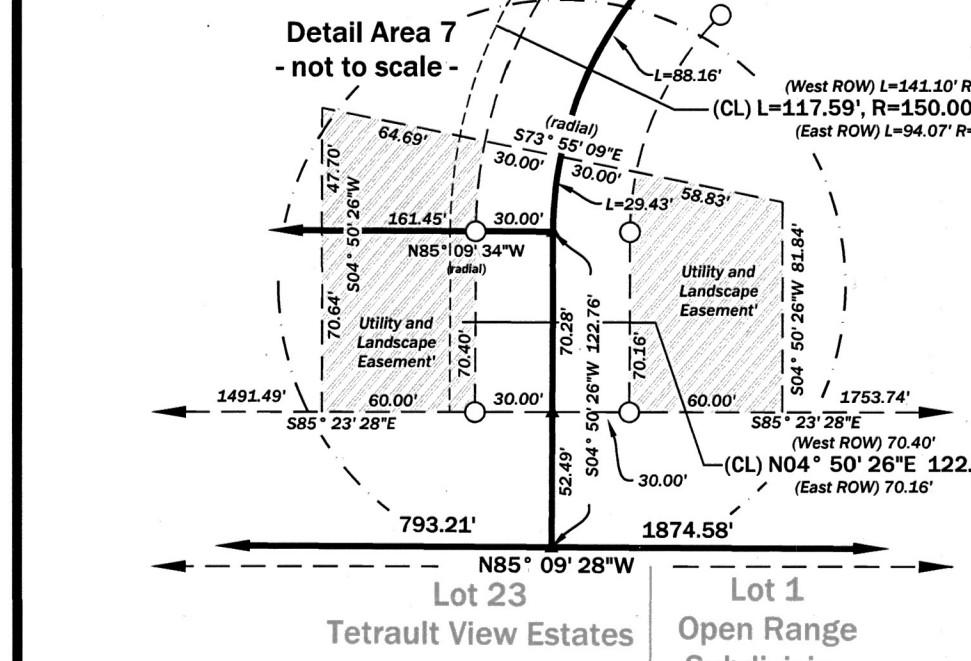 Detail Area 7
- not to scale -
L=88.16'
(West ROW) L=141.10' R
(CL) L=117.59', R=150.00
(East ROW) L=94.07' R=
(radial)
S73° 55' 09"E
64.69'
30.00'
30.00'
58.83'
47.70'
S04° 50' 26"W
L=29.43'
161.45'
30.00'
N85° 09' 34"W
(radial)
Utility and
Landscape
Easement'
S04° 50' 26"W 81.84'
70.64'
Utility and
Landscape
Easement'
70.40'
70.28'
S04° 50' 26"W 122.76'
70.16'
1491.49'
60.00'
30.00'
60.00'
1753.74'
S85° 23' 28"E
S85° 23' 28"E
(West ROW) 70.40'
(CL) N04° 50' 26"E 122.
(East ROW) 70.16'
52.49'
30.00'
793.21'
1874.58'
N85° 09' 28"W
Lot 23
Tetrault View Estates
Lot 1
Open Range